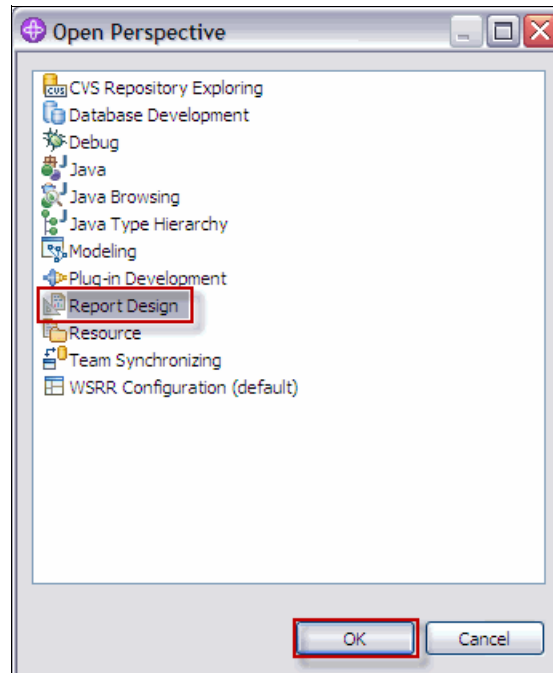 Open Perspective
CVS Repository Exploring
Database Development
Debug
Java
Java Browsing
Java Type Hierarchy
Modeling
Plug-in Development
Report Design
Resource
Team Synchronizing
WSRR Configuration (default)
OK
Cancel